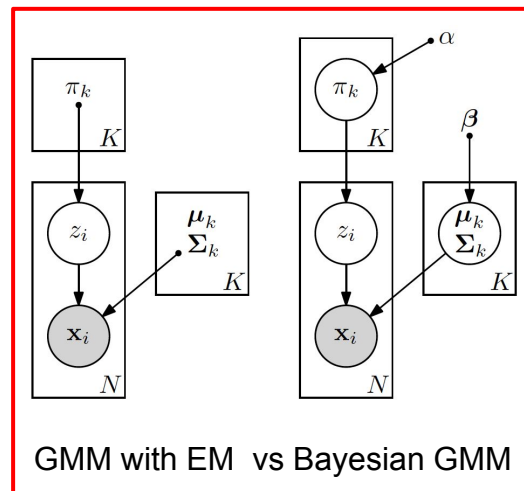 α
π_k
K
π_k
K
β
z_i
μ_k
Σ_k
K
z_i
μ_k
Σ_k
K
x_i
N
x_i
N
GMM with EM vs Bayesian GMM